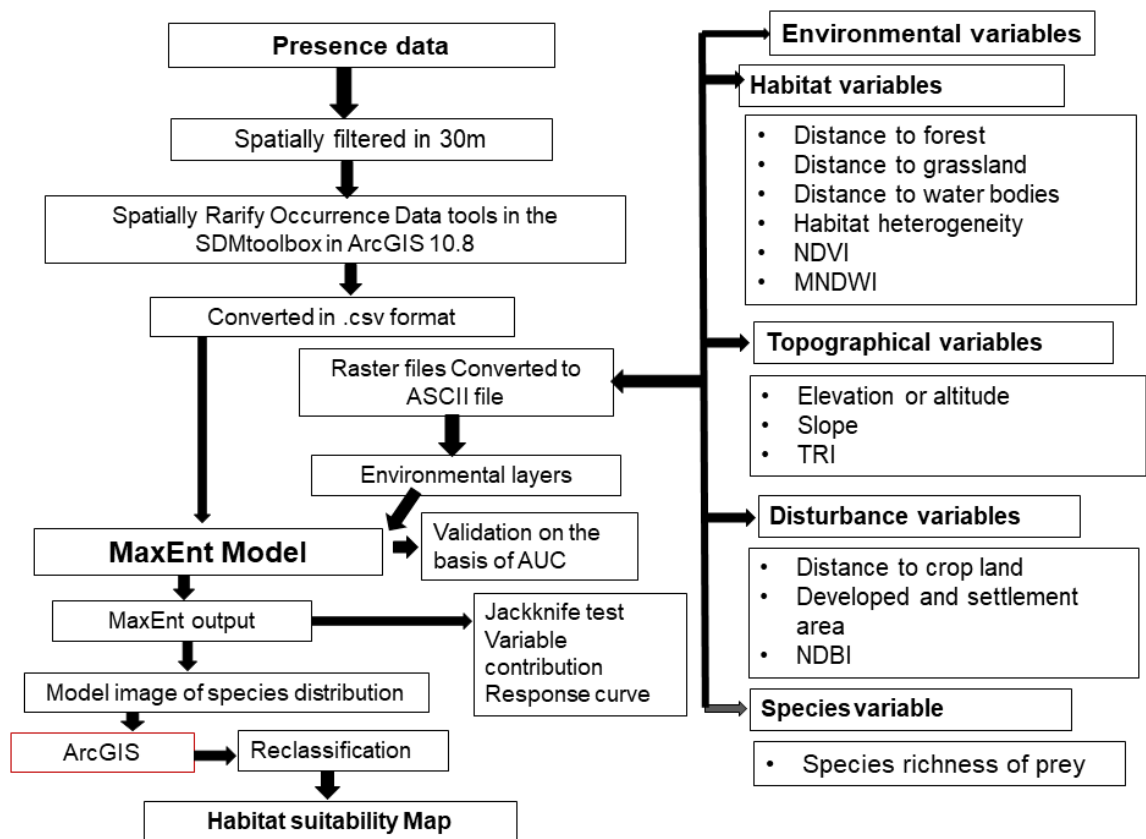 Presence data
Spatially filtered in 30m
Spatially Rarify Occurrence Data tools in the
SDMtoolbox in ArcGIS 10.8
Converted in .csv format
Raster files Converted to
ASCII file
Environmental layers
MaxEnt Model
Validation on the
basis of AUC
MaxEnt output
Jackknife test
Variable
contribution
Response curve
Model image of species distribution
ArcGIS
Reclassification
Habitat suitability Map
Environmental variables
Habitat variables
• Distance to forest
• Distance to grassland
• Distance to water bodies
• Habitat heterogeneity
• NDVI
• MNDWI
Topographical variables
• Elevation or altitude
• Slope
• TRI
Disturbance variables
• Distance to crop land
• Developed and settlement
area
• NDBI
Species variable
• Species richness of prey